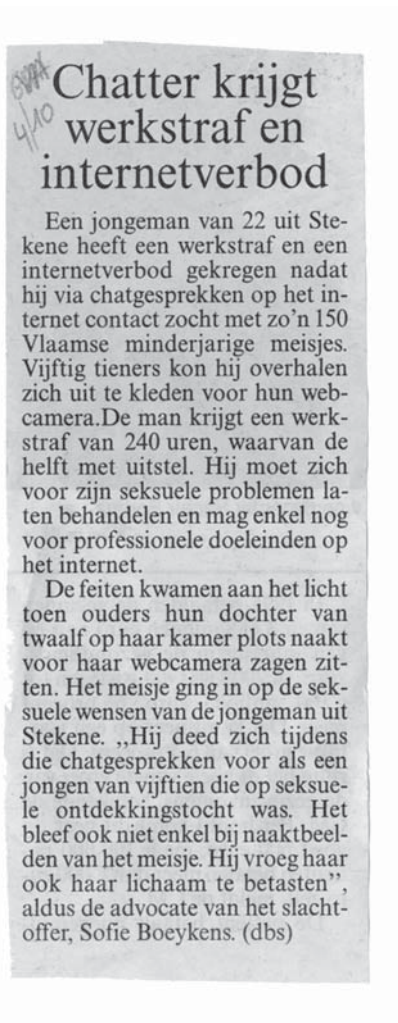 4/10
Chatter krijgt
werkstraf en
internetverbod
Een jongeman van 22 uit Ste-
kene heeft een werkstraf en een
internetverbod gekregen nadat
hij via chatgesprekken op het in-
ternet contact zocht met zo'n 150
Vlaamse minderjarige meisjes.
Vijftig tieners kon hij overhalen
zich uit te kleden voor hun web-
camera.De man krijgt een werk-
straf van 240 uren, waarvan de
helft met uitstel. Hij moet zich
voor zijn seksuele problemen la-
ten behandelen en mag enkel nog
voor professionele doeleinden op
het internet.
De feiten kwamen aan het licht
toen ouders hun dochter van
twaalf op haar kamer plots naakt
voor haar webcamera zagen zit-
ten. Het meisje ging in op de sek-
suele wensen van de jongeman uit
Stekene. ,,Hij deed zich tijdens
die chatgesprekken voor als een
jongen van vijftien die op seksue-
le ontdekkingstocht was. Het
bleef ook niet enkel bij naaktbeel-
den van het meisje. Hij vroeg haar
ook haar lichaam te betasten'',
aldus de advocate van het slacht-
offer, Sofie Boeykens. (dbs)